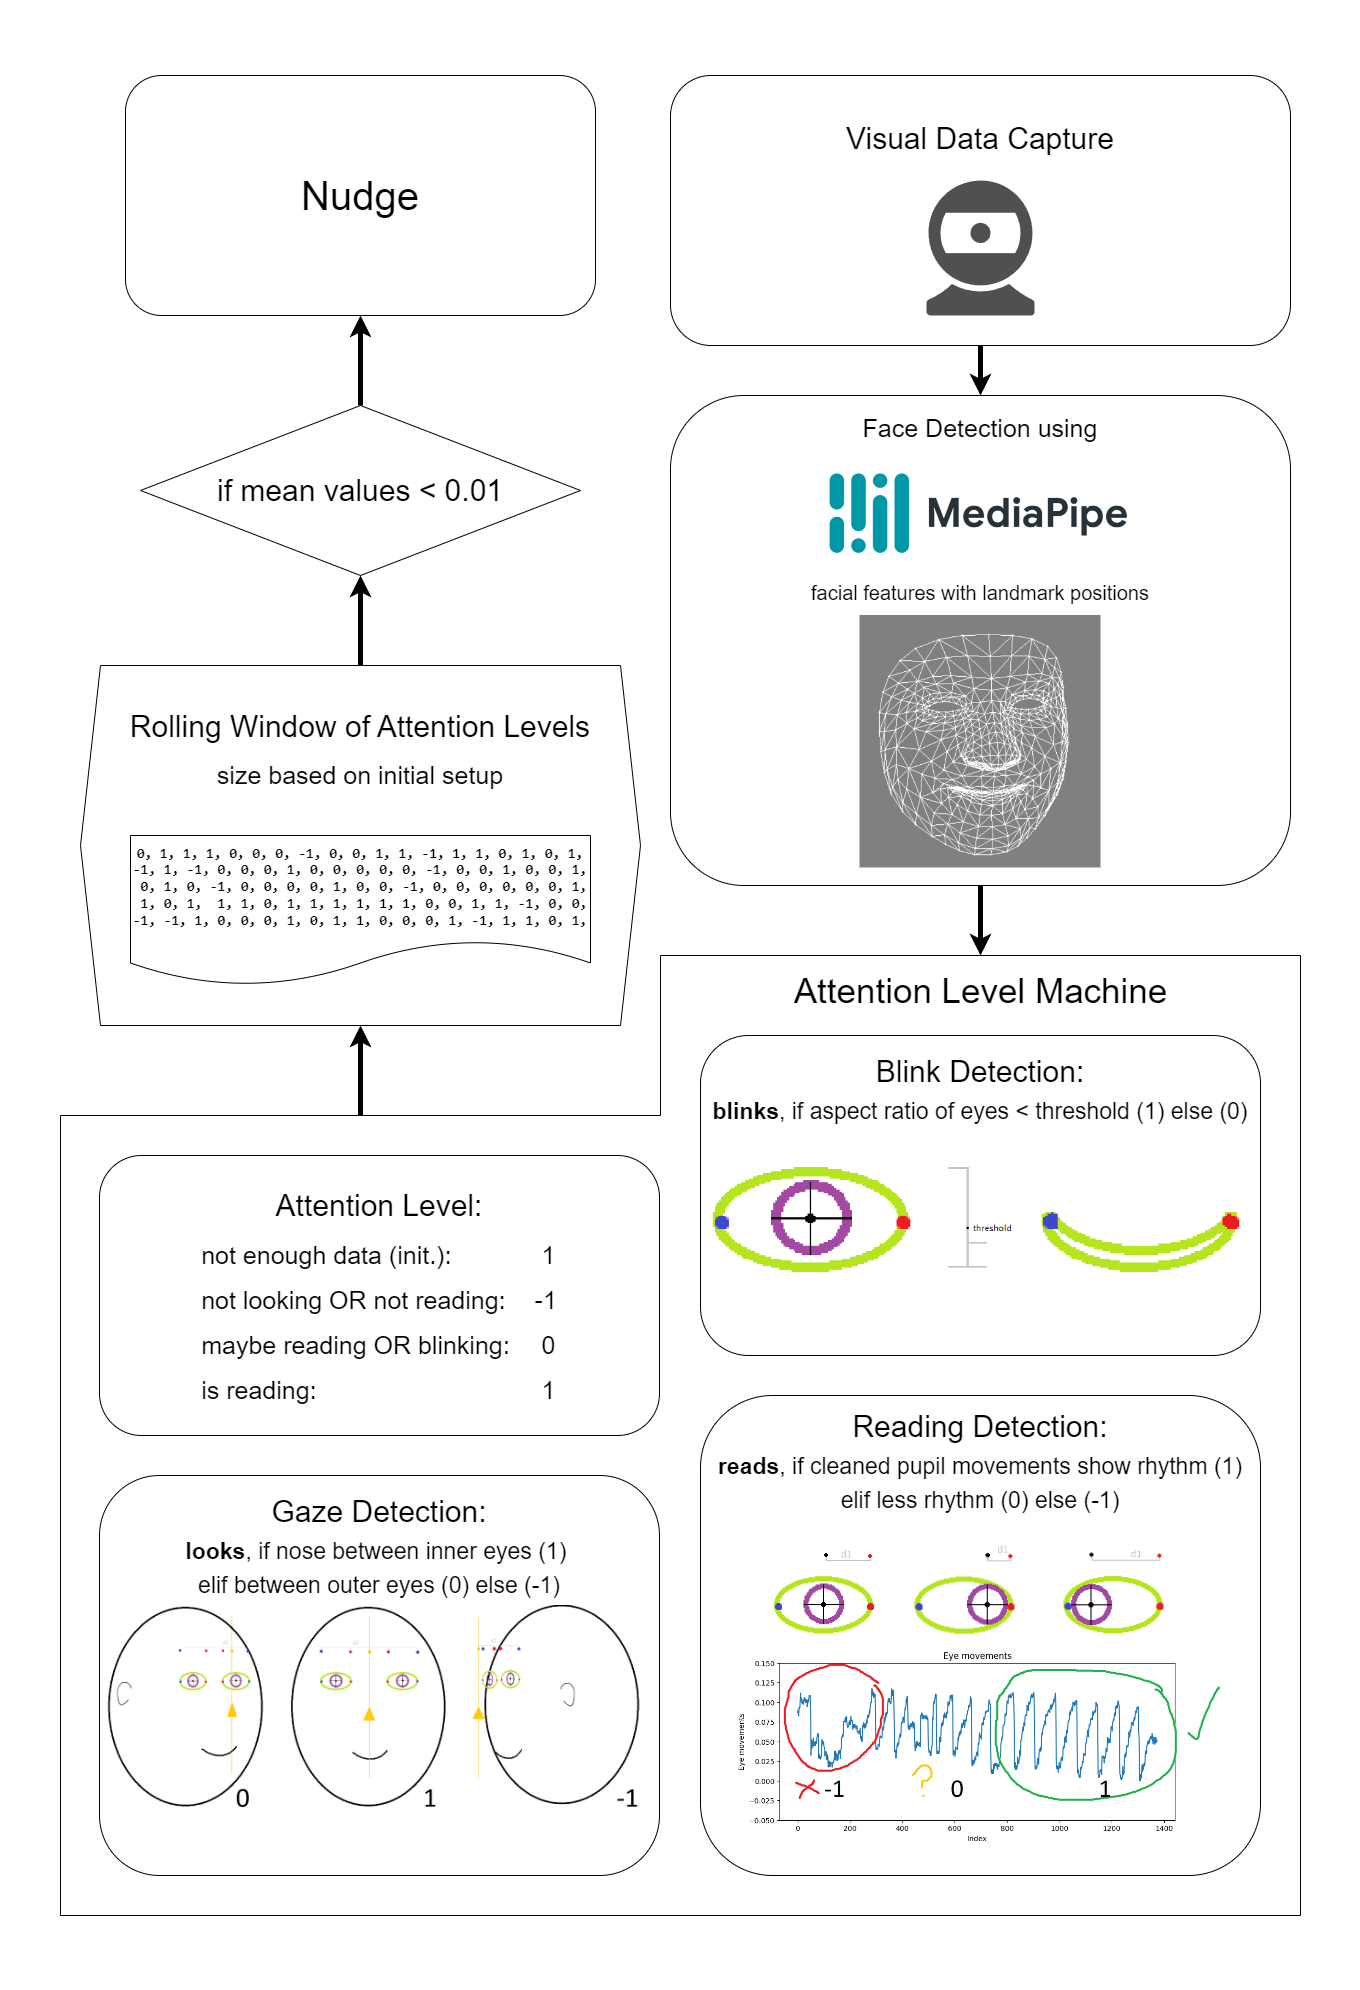 Nudge
Visual Data Capture
Face Detection using
MediaPipe
facial features with landmark positions
if mean values < 0.01
Rolling Window of Attention Levels
size based on initial setup
0, 1, 1, 1, 0, 0, 0, -1, 0, 0, 1, 1, -1, 1, 1, 0, 1, 0, 1,
-1, 1, -1, 0, 0, 0, 1, 0, 0, 0, 0, 0, -1, 0, 0, 1, 0, 0, 1,
0, 1, 0, -1, 0, 0, 0, 0, 1, 0, 0, -1, 0, 0, 0, 0, 0, 0, 1,
1, 0, 1, 1, 1, 0, 1, 1, 1, 1, 1, 1, 0, 0, 1, 1, -1, 0, 0,
-1, -1, 1, 0, 0, 0, 1, 0, 1, 1, 0, 0, 0, 1, -1, 1, 1, 0, 1,
Attention Level Machine
Blink Detection:
blinks, if aspect ratio of eyes < threshold (1) else (0)
threshold
Attention Level:
not enough data (init.): 1
not looking OR not reading: -1
maybe reading OR blinking: 0
is reading: 1
Reading Detection:
reads, if cleaned pupil movements show rhythm (1)
elif less rhythm (0) else (-1)
d1 d1 d1
Eye movements
Eye movements
0.150
0.125
0.100
0.075
0.050
0.025
0.000
−0.025
−0.050
-1 ? 0 1
0 200 400 600 800 1000 1200 1400
Index
Gaze Detection:
looks, if nose between inner eyes (1)
elif between outer eyes (0) else (-1)
0 1 -1